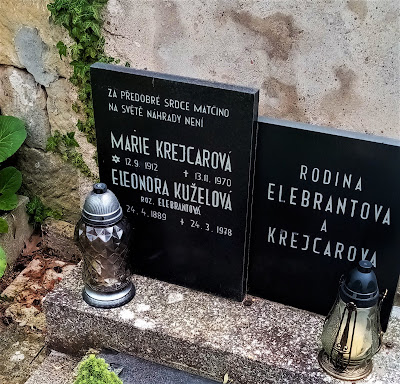 ZA PŘEDOBRÉ SRDCE MATČINO
NA SVĚTĚ NÁHRADY NENÍ
MARIE KREJCAROVÁ
✡ 12.9. 1912 † 13.11. 1970
ELEONORA KUŽELOVÁ
ROZ. ELEBRANTOVÁ
24.4. 1889 † 24.3. 1978
RODINA
ELEBRANTOVA
A
KREJCAROVA